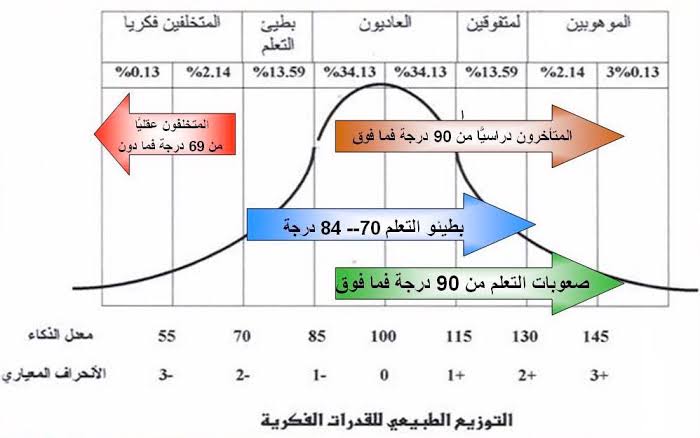 الموهوبين
لمتفوقين
العاديون
بطيئ
التعلم
المتخلفين فكريا
3%0.13
%2.14
%13.59
%34.13
%34.13
%13.59
%2.14
%0.13
المتخلفون عقليًا
من 69 درجة فما دون
المتأخرون دراسيًا من 90 درجة فما فوق
بطيئو التعلم 70-- 84 درجة
صعوبات التعلم من 90 درجة فما فوق
معدل الذكاء 55 70 85 100 115 130 145
الأنحراف المعياري 3- 2- 1- 0 1+ 2+ 3+
التوزيع الطبيعي للقدرات الفكرية